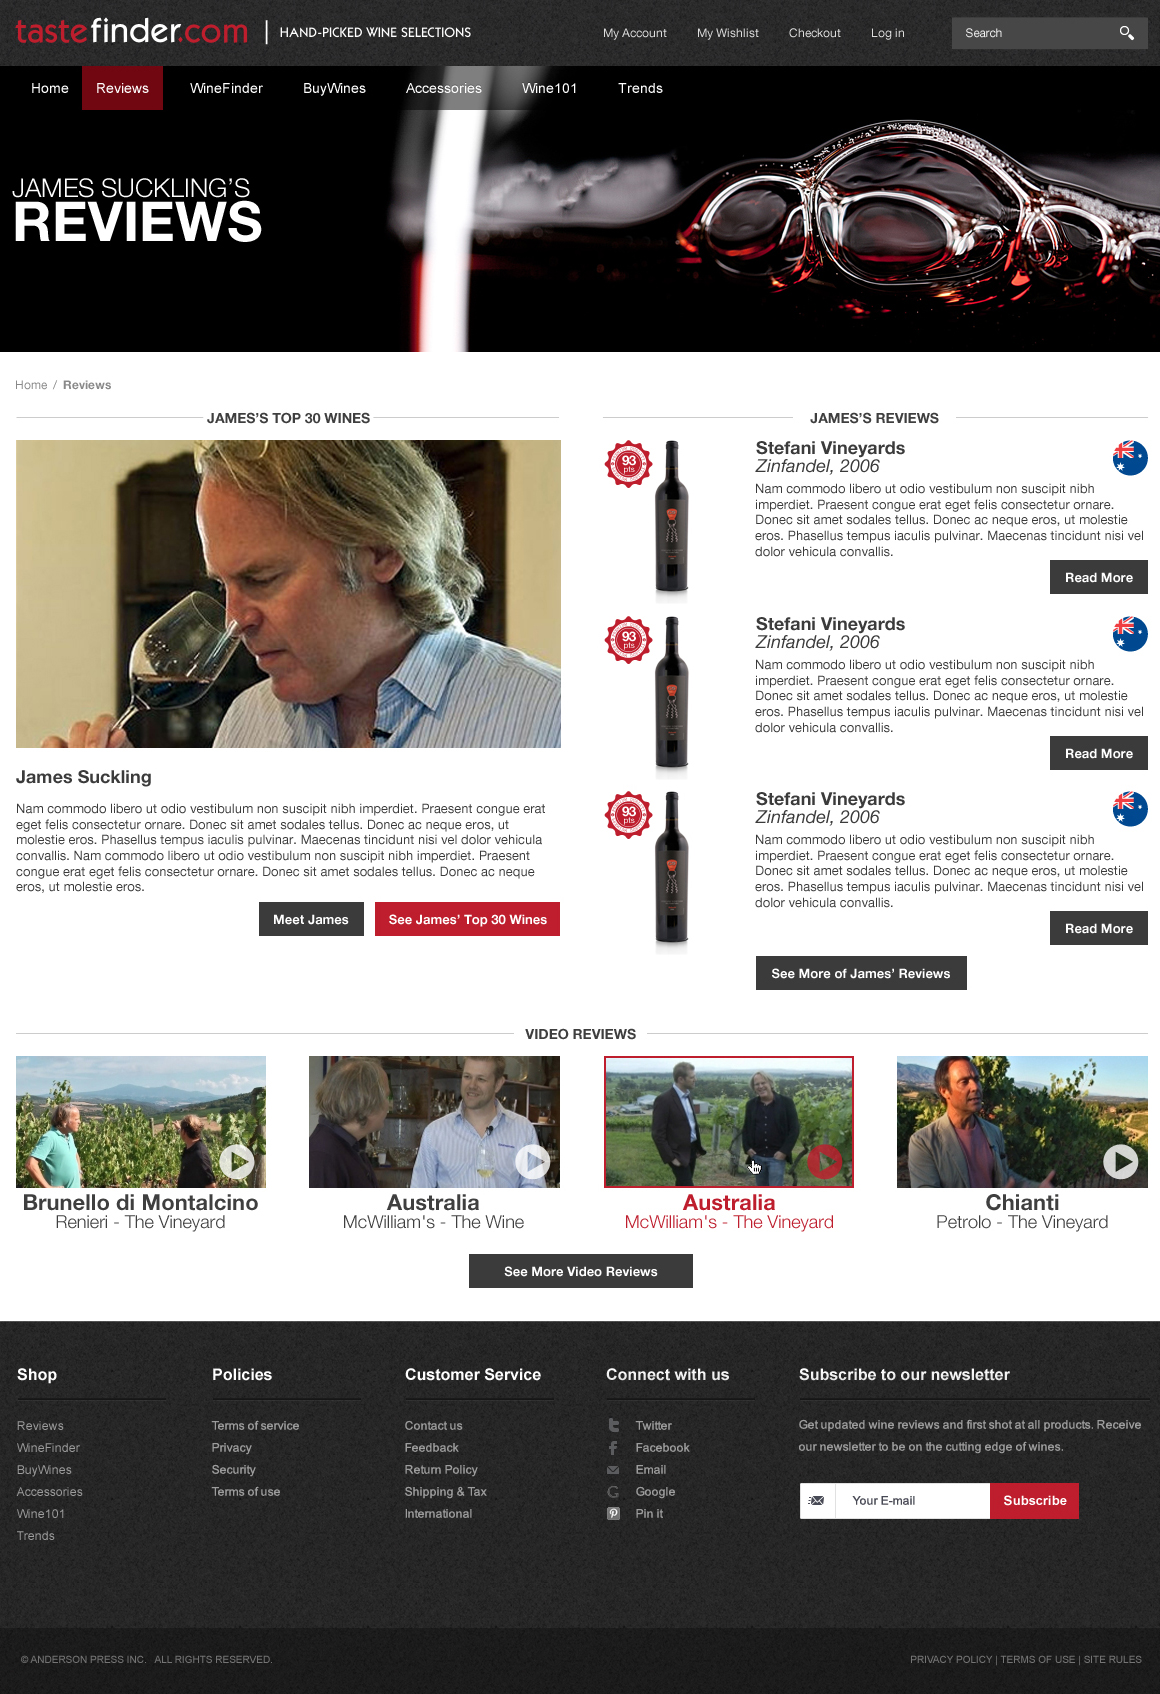 tastefinder.com | HAND-PICKED WINE SELECTIONS
My Account My Wishlist Checkout Log in Search
Home Reviews WineFinder BuyWines Accessories Wine101 Trends
JAMES SUCKLING'S
REVIEWS
Home / Reviews
JAMES'S TOP 30 WINES
James Suckling
Nam commodo libero ut odio vestibulum non suscipit nibh imperdiet. Praesent congue erat
eget felis consectetur ornare. Donec sit amet sodales tellus. Donec ac neque eros, ut
molestie eros. Phasellus tempus iaculis pulvinar. Maecenas tincidunt nisi vel dolor vehicula
convallis. Nam commodo libero ut odio vestibulum non suscipit nibh imperdiet. Praesent
congue erat eget felis consectetur ornare. Donec sit amet sodales tellus. Donec ac neque
eros, ut molestie eros.
Meet James See James' Top 30 Wines
JAMES'S REVIEWS
93
pts
Stefani Vineyards
Zinfandel, 2006
Nam commodo libero ut odio vestibulum non suscipit nibh
imperdiet. Praesent congue erat eget felis consectetur ornare.
Donec sit amet sodales tellus. Donec ac neque eros, ut molestie
eros. Phasellus tempus iaculis pulvinar. Maecenas tincidunt nisi vel
dolor vehicula convallis.
Read More
93
pts
Stefani Vineyards
Zinfandel, 2006
Nam commodo libero ut odio vestibulum non suscipit nibh
imperdiet. Praesent congue erat eget felis consectetur ornare.
Donec sit amet sodales tellus. Donec ac neque eros, ut molestie
eros. Phasellus tempus iaculis pulvinar. Maecenas tincidunt nisi vel
dolor vehicula convallis.
Read More
93
pts
Stefani Vineyards
Zinfandel, 2006
Nam commodo libero ut odio vestibulum non suscipit nibh
imperdiet. Praesent congue erat eget felis consectetur ornare.
Donec sit amet sodales tellus. Donec ac neque eros, ut molestie
eros. Phasellus tempus iaculis pulvinar. Maecenas tincidunt nisi vel
dolor vehicula convallis.
Read More
See More of James' Reviews
VIDEO REVIEWS
Brunello di Montalcino
Renieri - The Vineyard
Australia
McWilliam's - The Wine
Australia
McWilliam's - The Vineyard
Chianti
Petrolo - The Vineyard
See More Video Reviews
Shop
Reviews
WineFinder
BuyWines
Accessories
Wine101
Trends
Policies
Terms of service
Privacy
Security
Terms of use
Customer Service
Contact us
Feedback
Return Policy
Shipping & Tax
International
Connect with us
Twitter
Facebook
Email
Google
Pin it
Subscribe to our newsletter
Get updated wine reviews and first shot at all products. Receive
our newsletter to be on the cutting edge of wines.
Your E-mail Subscribe
© ANDERSON PRESS INC. ALL RIGHTS RESERVED.
PRIVACY POLICY | TERMS OF USE | SITE RULES